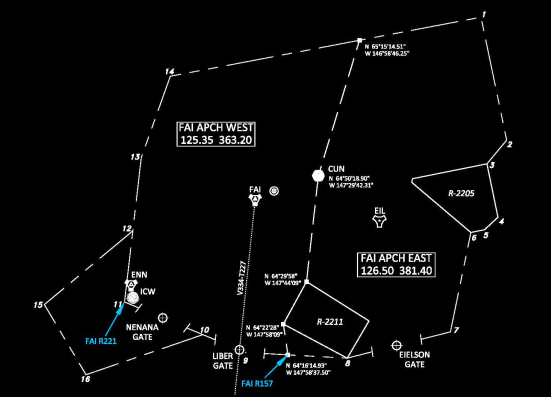 1
N 65°15'14.51"
W 146°58'46.25"
14
FAI APCH WEST
125.35 363.20
2
13
3
CUN
N 64°50'18.90"
W 147°29'42.31"
FAI
R-2205
EIL
4
5
6
12
FAI APCH EAST
126.50 381.40
V334-T227
N 64°29'58"
W 147°44'09"
ENN
ICW
15
11
NENANA
GATE
R-2211
N 64°22'28"
W 147°58'09"
7
10
FAI R221
LIBER
GATE
9
8
EIELSON
GATE
N 64°16'14.93"
W 147°58'37.50"
16
FAI R157